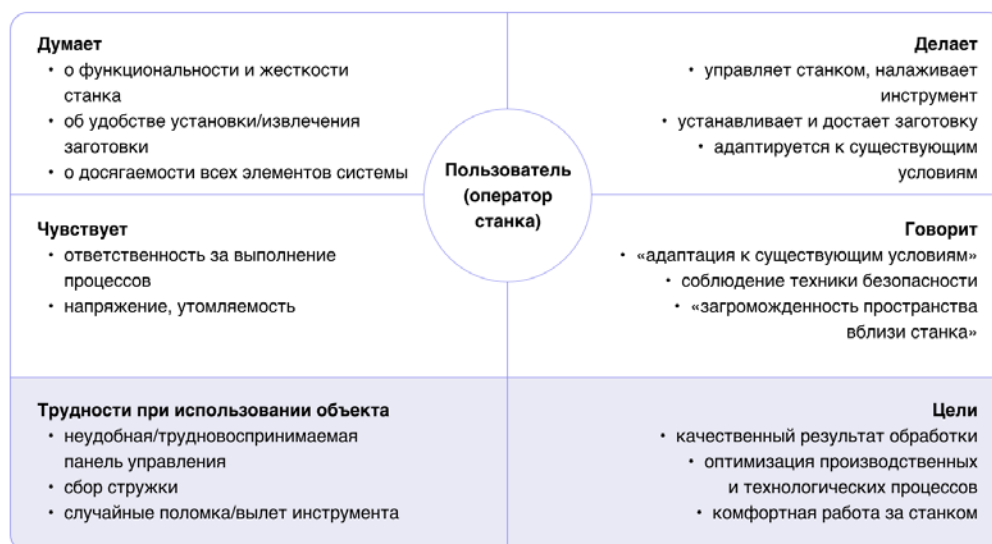 Думает
• о функциональности и жесткости
станка
• об удобстве установки/извлечения
заготовки
• о досягаемости всех элементов системы
Делает
• управляет станком, налаживает
инструмент
• устанавливает и достает заготовку
• адаптируется к существующим
условиям
Пользователь
(оператор
станка)
Чувствует
• ответственность за выполнение
процессов
• напряжение, утомляемость
Говорит
• «адаптация к существующим условиям»
• соблюдение техники безопасности
• «загроможденность пространства
вблизи станка»
Трудности при использовании объекта
• неудобная/трудновоспринимаемая
панель управления
• сбор стружки
• случайные поломка/вылет инструмента
Цели
• качественный результат обработки
• оптимизация производственных
и технологических процессов
• комфортная работа за станком